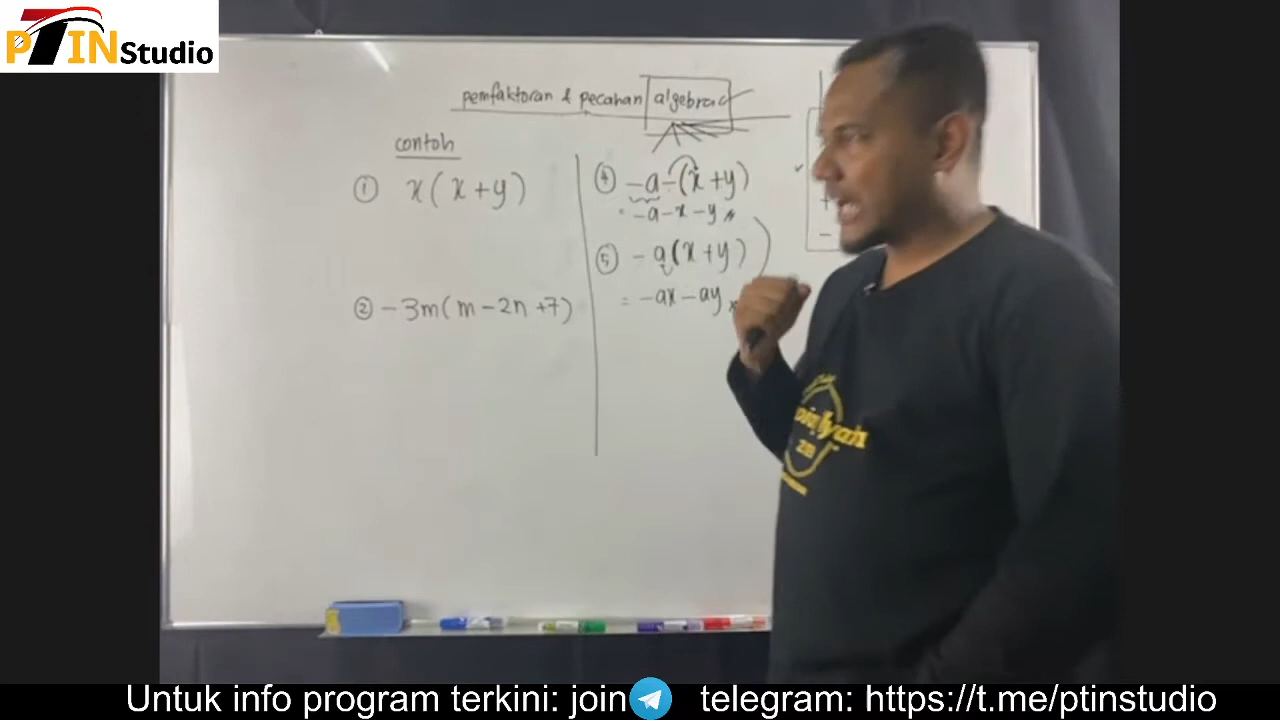 PTIN Studio
pemfaktoran & pecahan algebra
contoh
① x(x+y)
② -3m(m-2n+7)
④ -a-(x+y)
= -a-x-y
⑤ -a(x+y)
= -ax-ay
+
-
Untuk info program terkini: join telegram: https://t.me/ptinstudio